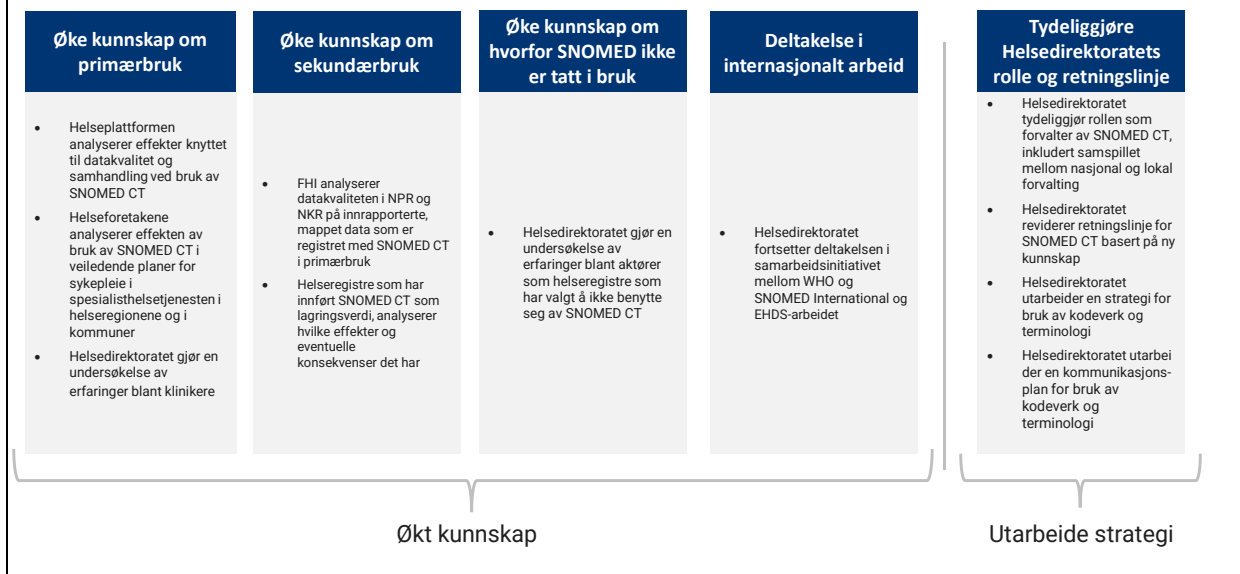 Øke kunnskap om
primærbruk
• Helseplattformen
analyserer effekter knyttet
til datakvalitet og
samhandling ved bruk av
SNOMED CT
• Helseforetakene
analyserer effekten av
bruk av SNOMED CT i
veiledende planer for
sykepleie i
spesialisthelsetjenesten i
helseregionene og i
kommuner
• Helsedirektoratet gjør en
undersøkelse av
erfaringer blant klinikere
Øke kunnskap om
sekundærbruk
• FHI analyserer
datakvaliteten i NPR og
NKR på innrapporterte,
mappet data som er
registret med SNOMED CT
i primærbruk
• Helseregistre som har
innført SNOMED CT som
lagringsverdi, analyserer
hvilke effekter og
eventuelle
konsekvenser det har
Øke kunnskap om
hvorfor SNOMED ikke
er tatt i bruk
• Helsedirektoratet gjør en
undersøkelse av
erfaringer blant aktører
som helseregistre som
har valgt å ikke benytte
seg av SNOMED CT
Deltakelse i
internasjonalt arbeid
• Helsedirektoratet
fortsetter deltakelsen i
samarbeidsinitiativet
mellom WHO og
SNOMED International og
EHDS-arbeidet
Tydeliggjøre
Helsedirektoratets
rolle og retningslinje
• Helsedirektoratet
tydeliggjør rollen som
forvalter av SNOMED CT,
inkludert samspillet
mellom nasjonal og lokal
forvalting
• Helsedirektoratet
reviderer retningslinje for
SNOMED CT basert på ny
kunnskap
• Helsedirektoratet
utarbeider en strategi for
bruk av kodeverk og
terminologi
• Helsedirektoratet utarbei
der en kommunikasjons-
plan for bruk av
kodeverk og
terminologi
Økt kunnskap
Utarbeide strategi